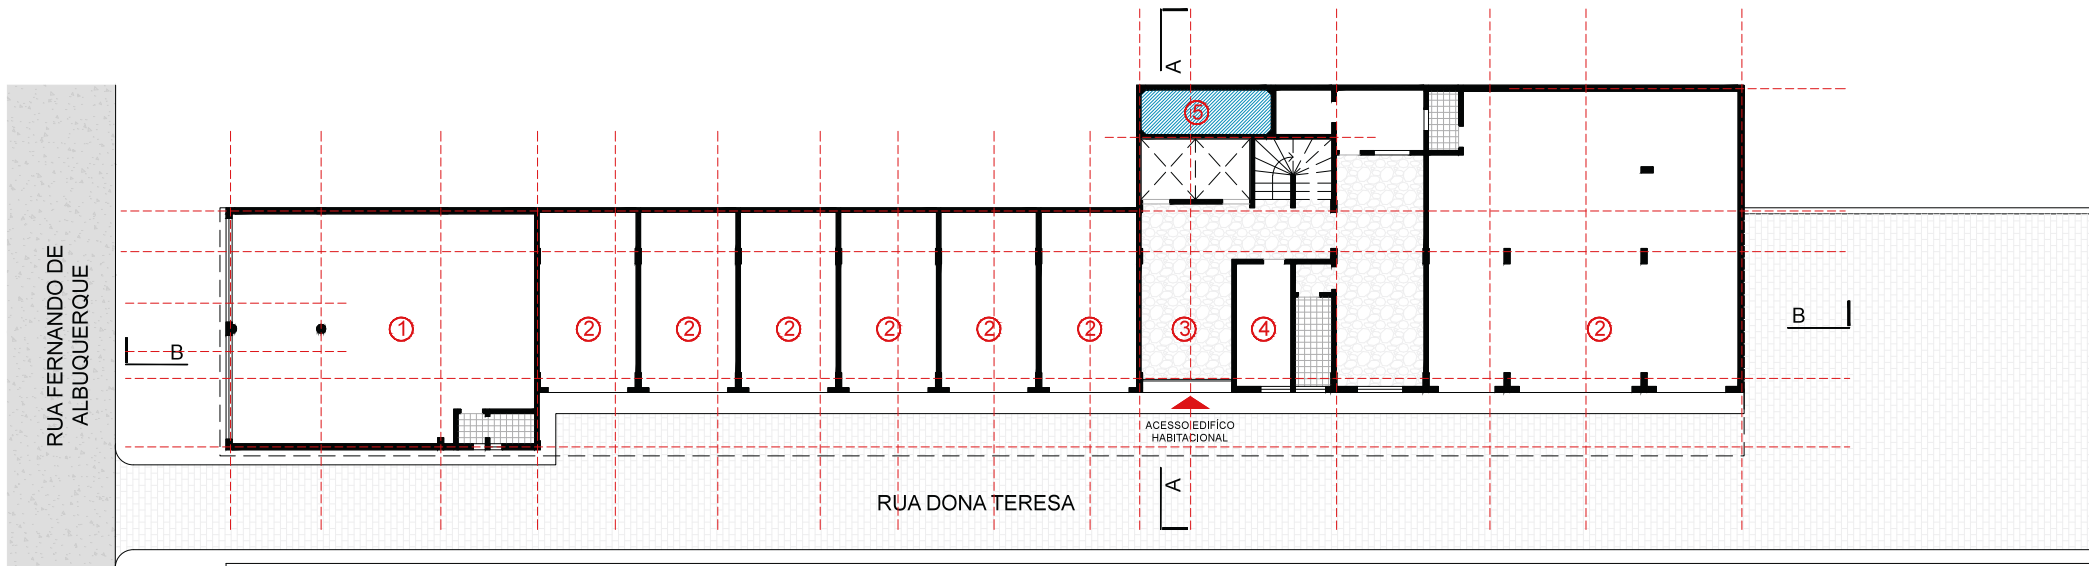 A
5
RUA FERNANDO DE
ALBUQUERQUE
1
2
2
2
2
2
2
3
4
2
B
B
ACESSO EDIFÍCO
HABITACIONAL
A
RUA DONA TERESA